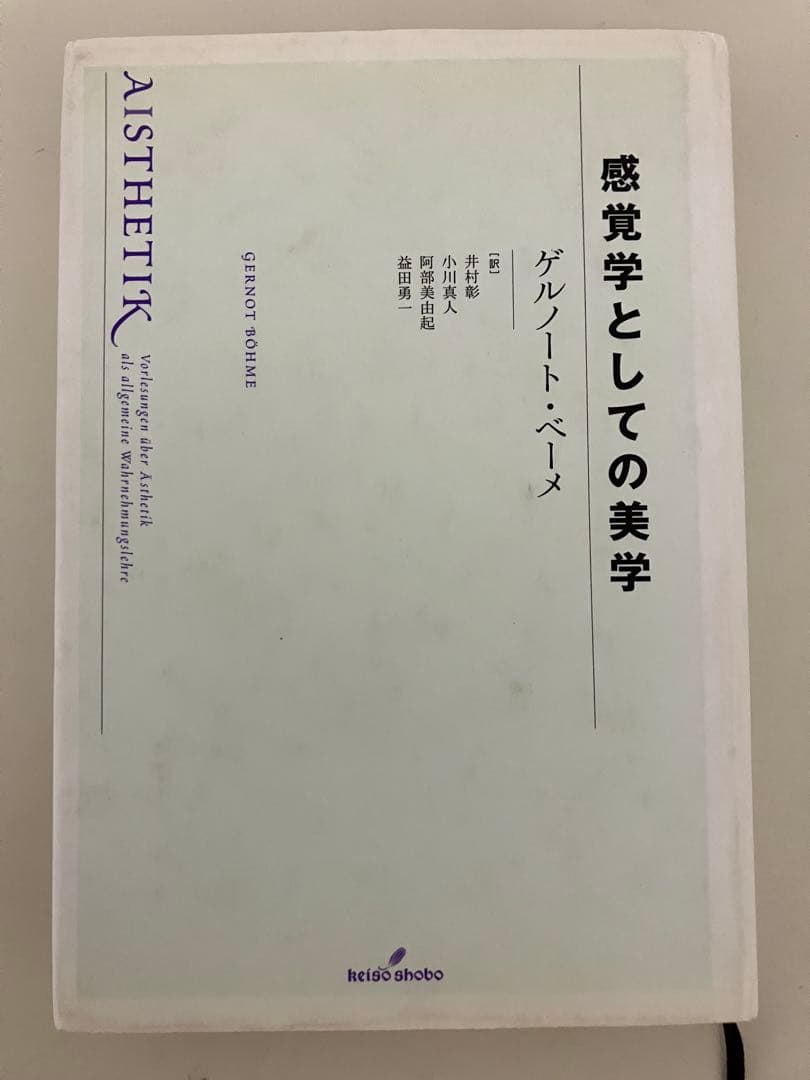 感覚学としての美学
ゲルノート・ベーメ
[訳]
井村彰
小川真人
阿部美由起
益田勇一
GERNOT BÖHME
AISTHETIK
Vorlesungen über Ästhetik
als allgemeine Wahrnehmungslehre
keiso shobo